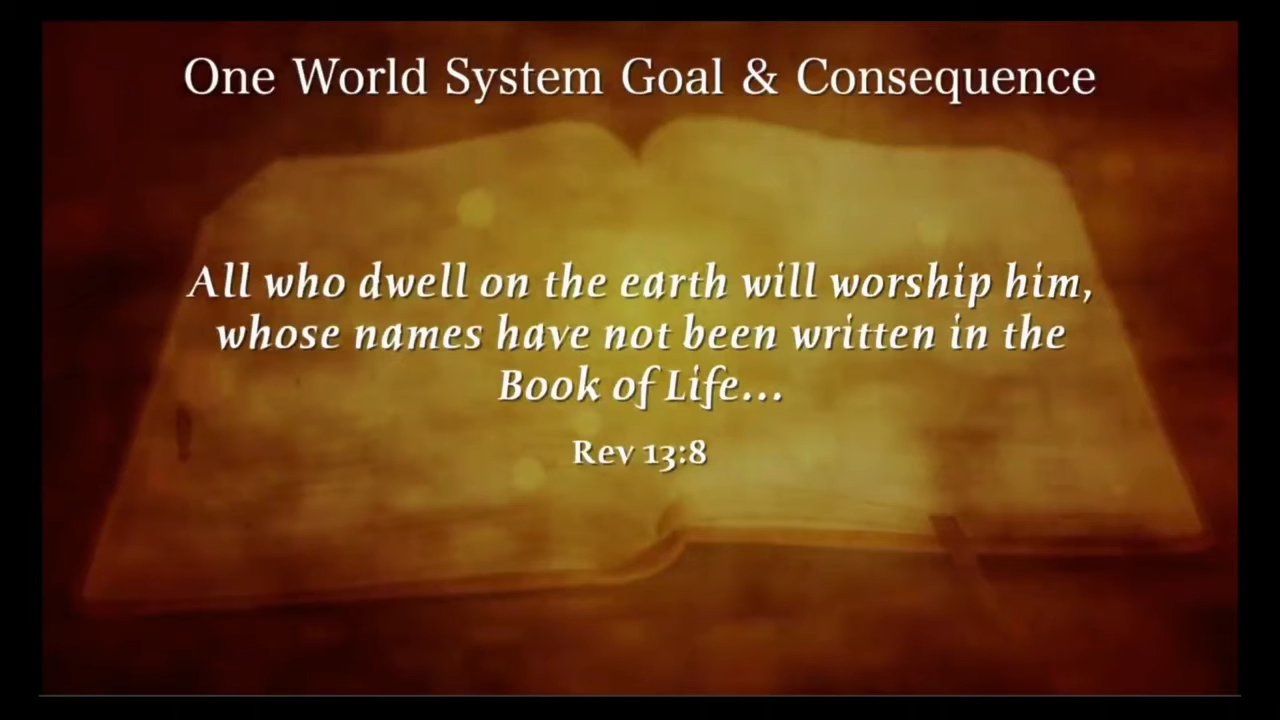 One World System Goal & Consequence
All who dwell on the earth will worship him,
whose names have not been written in the
Book of Life...
Rev 13:8